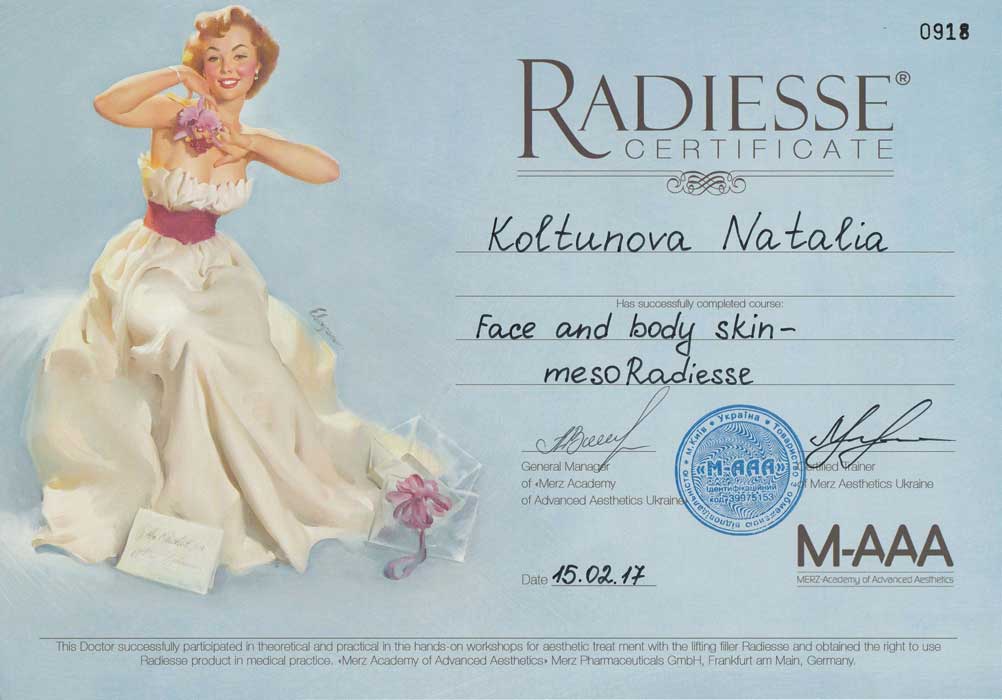 0918
RADIESSE®
CERTIFICATE
Koltunova Natalia
Has successfully completed course:
Face and body skin-
mesoRadiesse
General Manager
of «Merz Academy
of Advanced Aesthetics Ukraine
Certified Trainer
of Merz Aesthetics Ukraine
м.Київ * Україна * Товариство з обмеженою відповідальністю
«М-ААА»
Ідентифікаційний
код 39975153
Date 15.02.17
M-AAA
MERZ-Academy of Advanced Aesthetics
This Doctor successfully participated in theoretical and practical in the hands-on workshops for aesthetic treat ment with the lifting filler Radiesse and obtained the right to use
Radiesse product in medical practice. «Merz Academy of Advanced Aesthetics» Merz Pharmaceuticals GmbH, Frankfurt am Main, Germany.